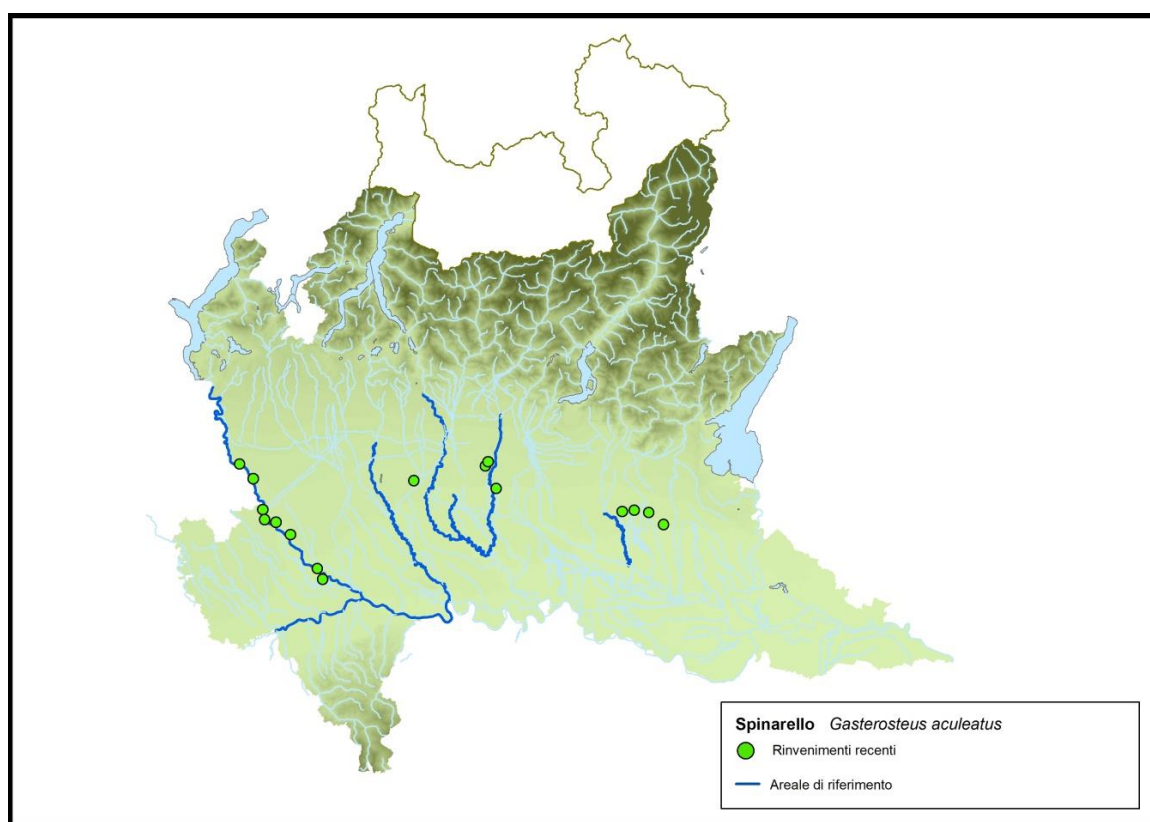 Spinarello Gasterosteus aculeatus
Rinvenimenti recenti
Areale di riferimento